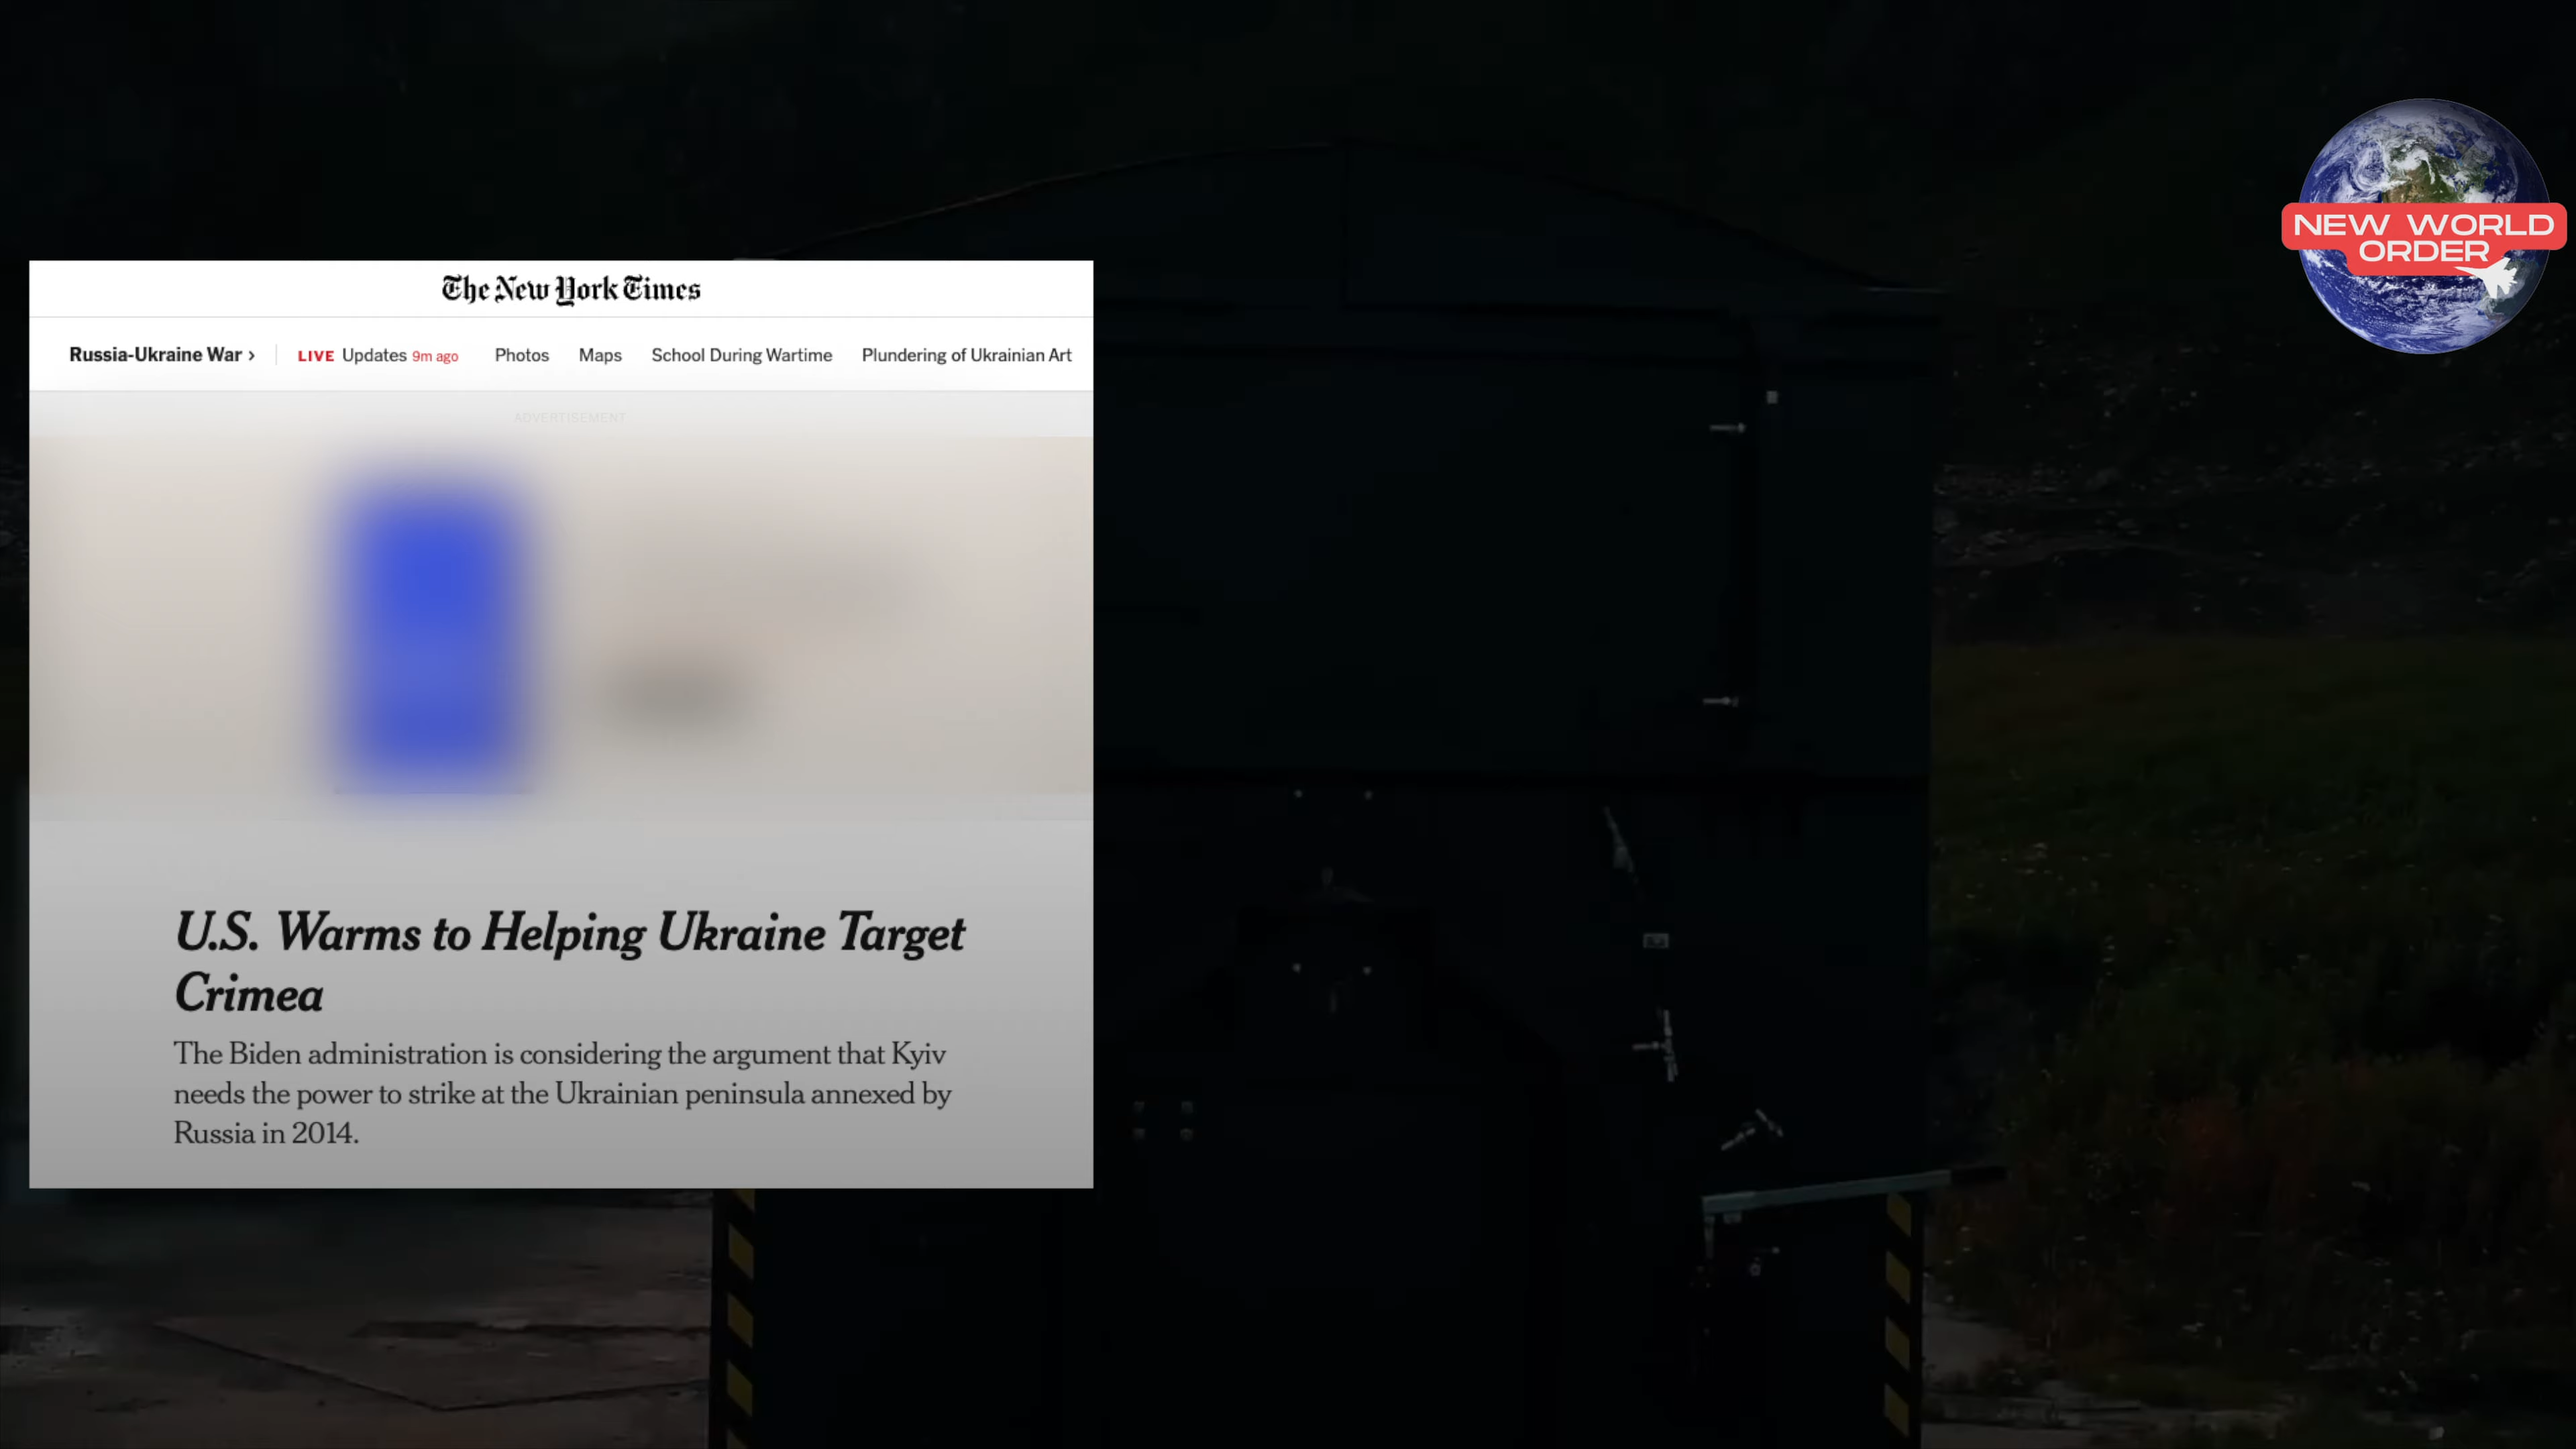 The New York Times
Russia-Ukraine War › LIVE Updates 9m ago Photos Maps School During Wartime Plundering of Ukrainian Art
ADVERTISEMENT
U.S. Warms to Helping Ukraine Target
Crimea
The Biden administration is considering the argument that Kyiv
needs the power to strike at the Ukrainian peninsula annexed by
Russia in 2014.
NEW WORLD
ORDER